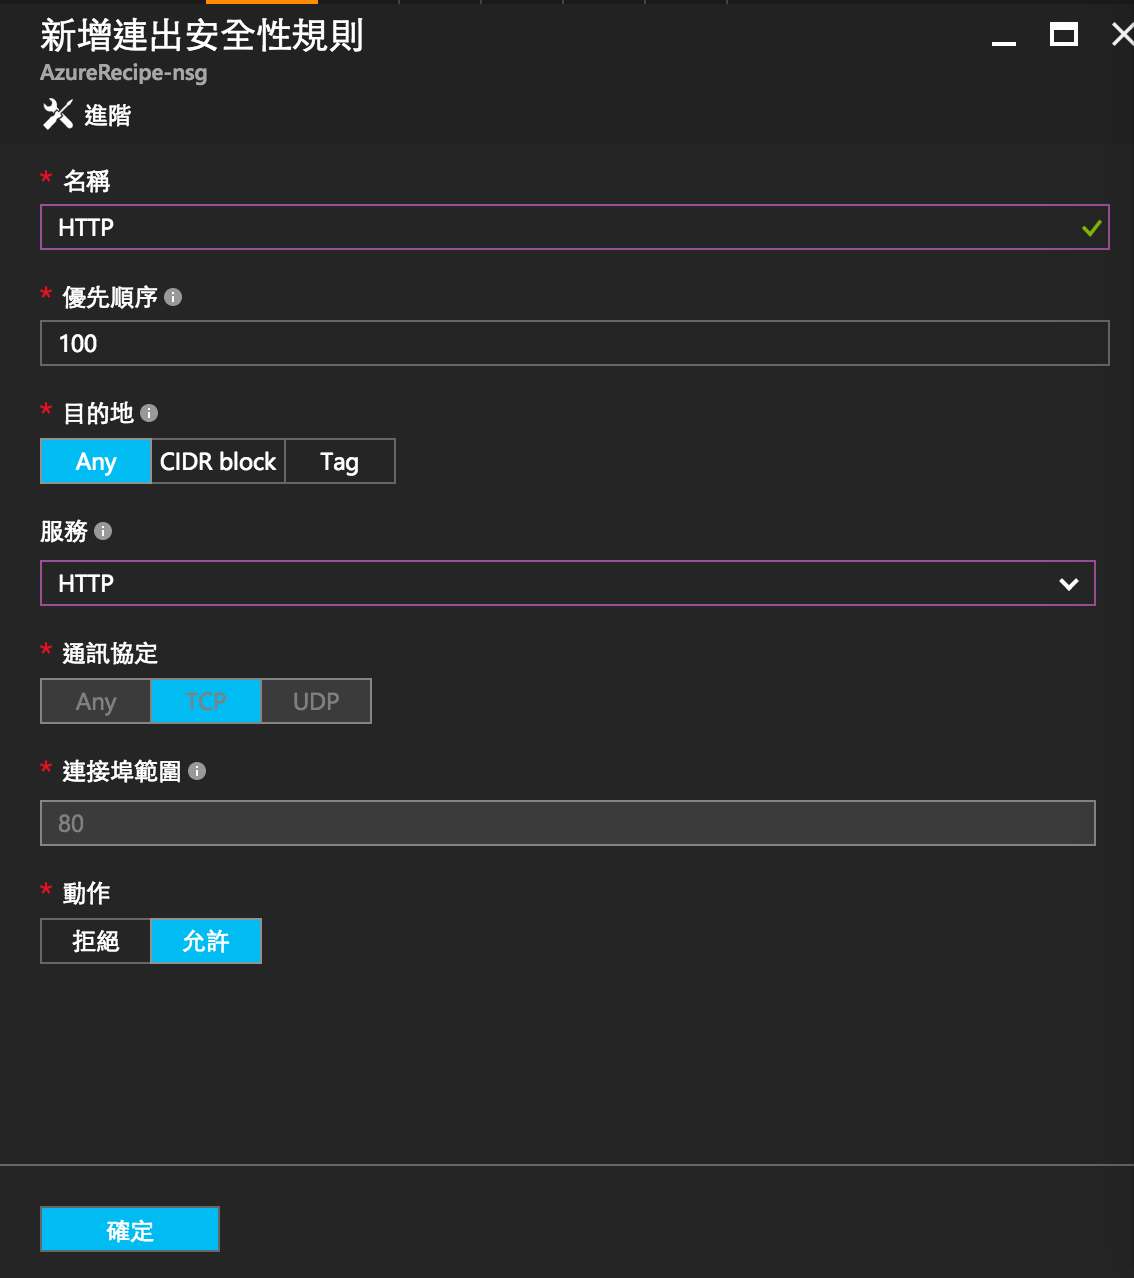 新增連出安全性規則
AzureRecipe-nsg
進階
* 名稱
HTTP
* 優先順序
100
* 目的地
Any CIDR block Tag
服務
HTTP
* 通訊協定
Any TCP UDP
* 連接埠範圍
80
* 動作
拒絕 允許
確定